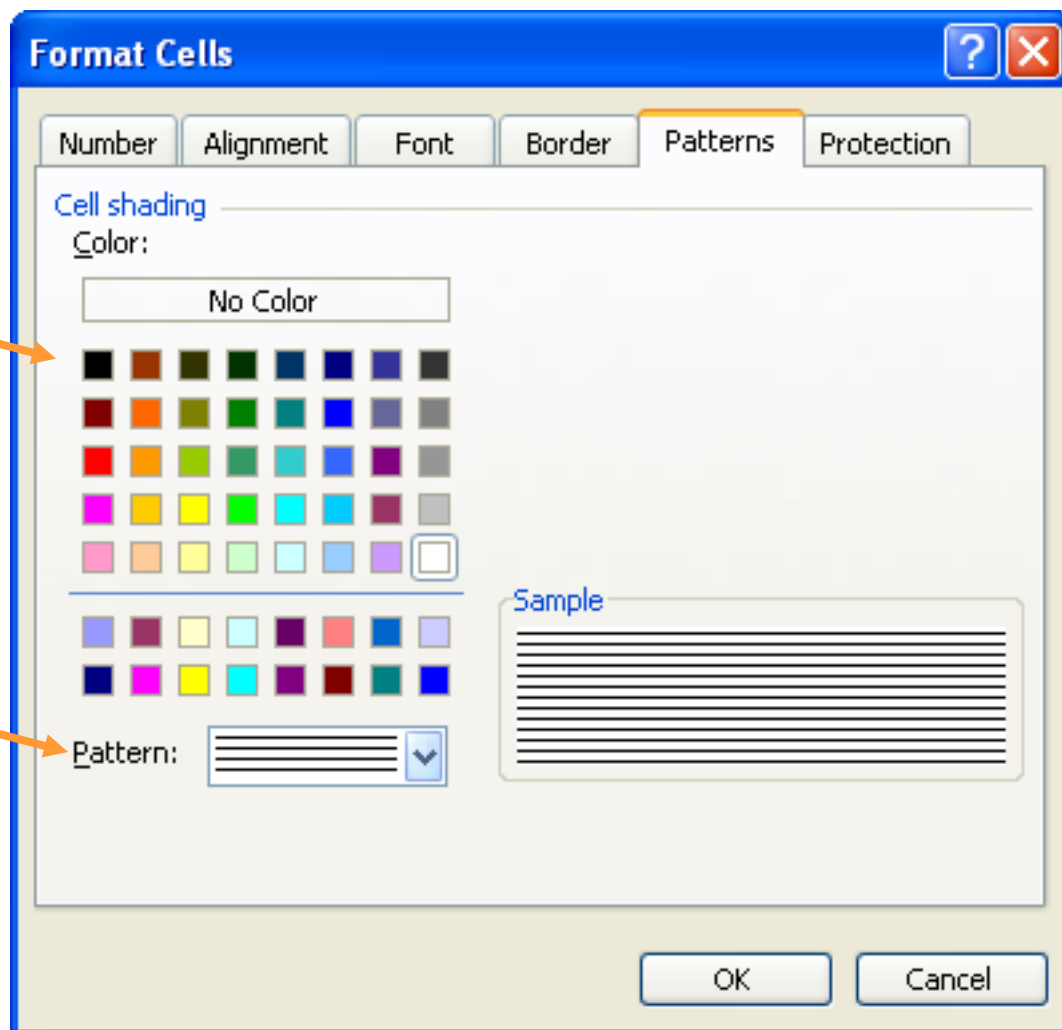 Format Cells
Number Alignment Font Border Patterns Protection
Cell shading
Color:
No Color
Sample
Pattern:
OK Cancel